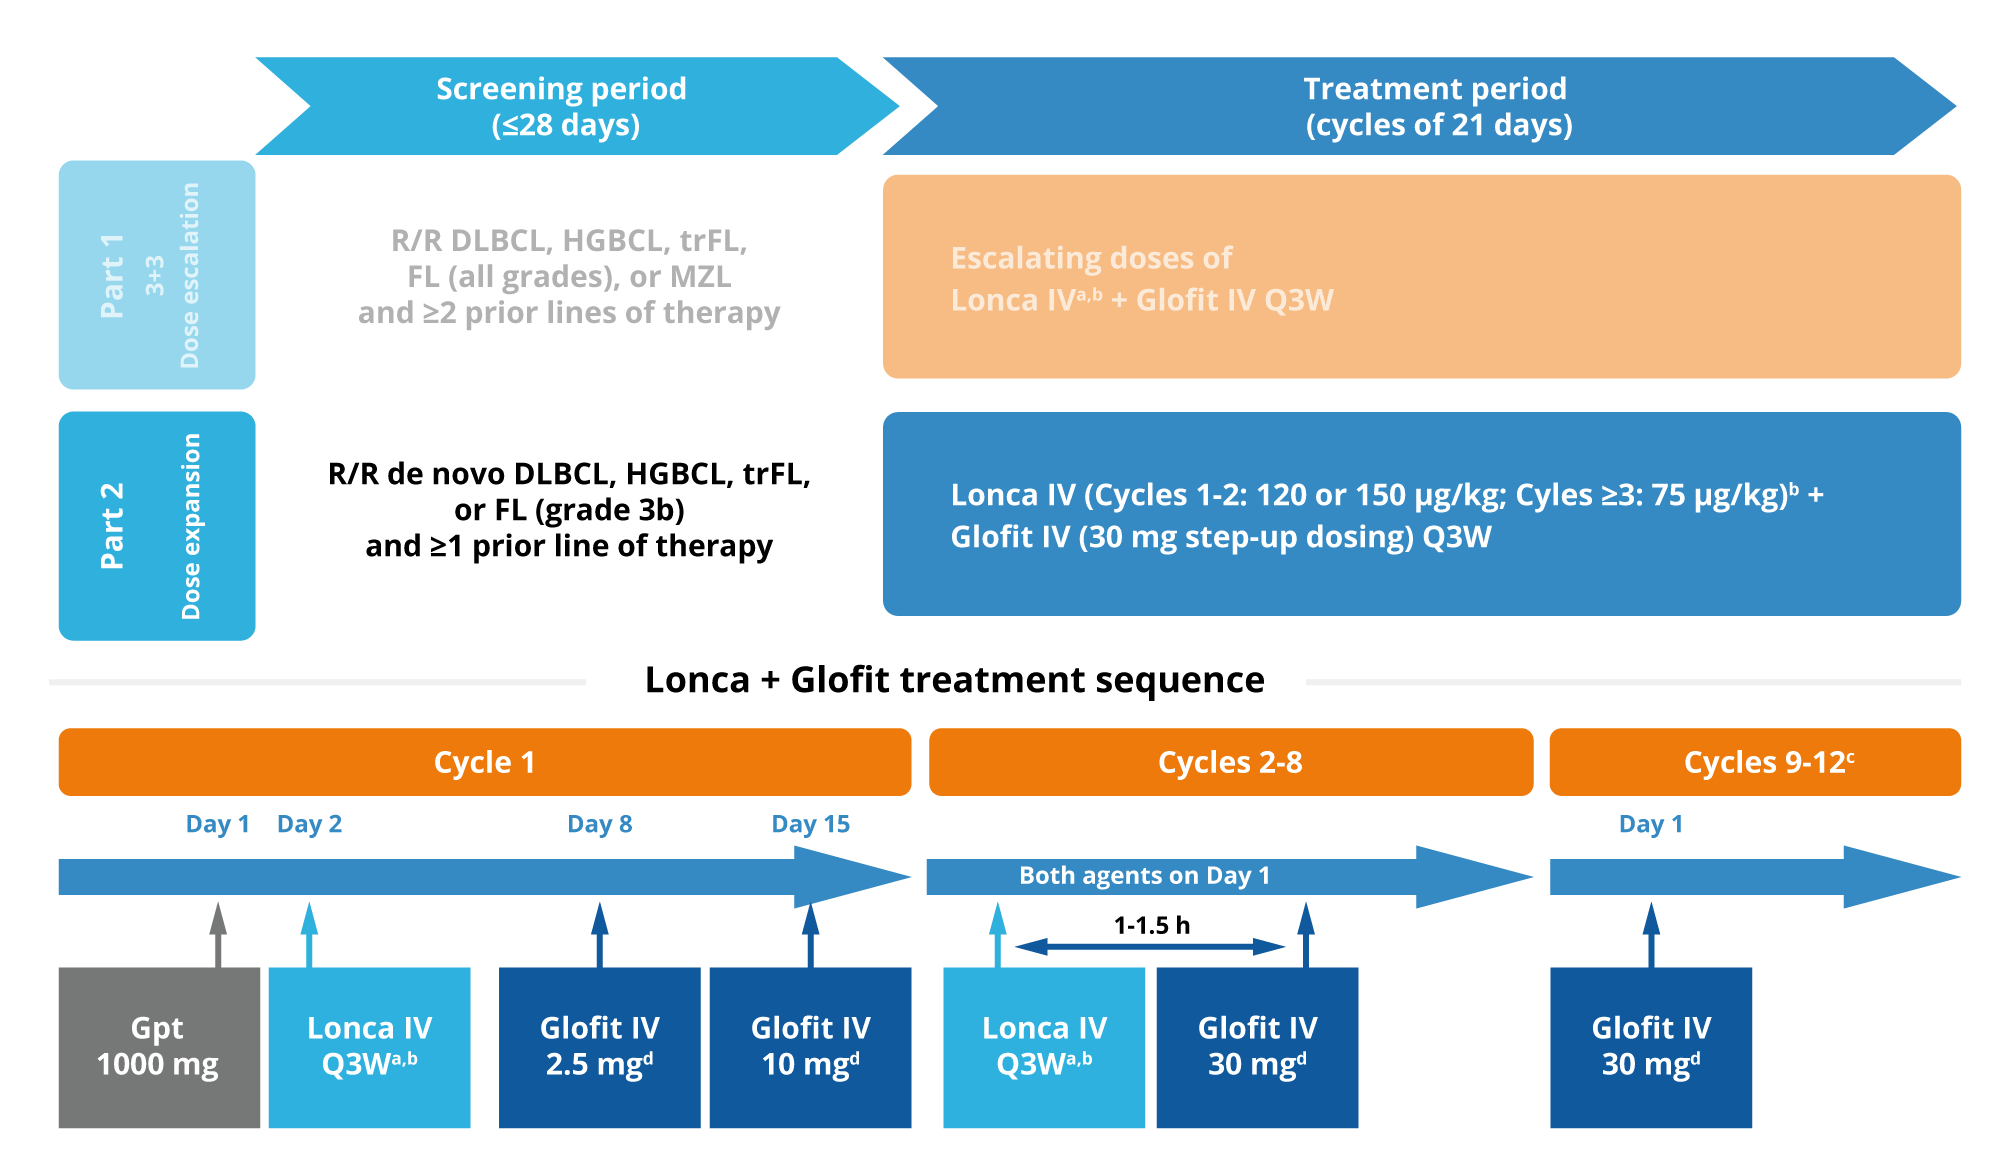 Screening period
(≤28 days)
Treatment period
(cycles of 21 days)
Part 1
3+3
Dose escalation
R/R DLBCL, HGBCL, trFL,
FL (all grades), or MZL
and ≥2 prior lines of therapy
Escalating doses of
Lonca IVᵃ,ᵇ + Glofit IV Q3W
Part 2
Dose expansion
R/R de novo DLBCL, HGBCL, trFL,
or FL (grade 3b)
and ≥1 prior line of therapy
Lonca IV (Cycles 1-2: 120 or 150 µg/kg; Cyles ≥3: 75 µg/kg)ᵇ +
Glofit IV (30 mg step-up dosing) Q3W
Lonca + Glofit treatment sequence
Cycle 1
Cycles 2-8
Cycles 9-12ᶜ
Day 1
Day 2
Day 8
Day 15
Day 1
Both agents on Day 1
1-1.5 h
Gpt
1000 mg
Lonca IV
Q3Wᵃ,ᵇ
Glofit IV
2.5 mgᵈ
Glofit IV
10 mgᵈ
Lonca IV
Q3Wᵃ,ᵇ
Glofit IV
30 mgᵈ
Glofit IV
30 mgᵈ